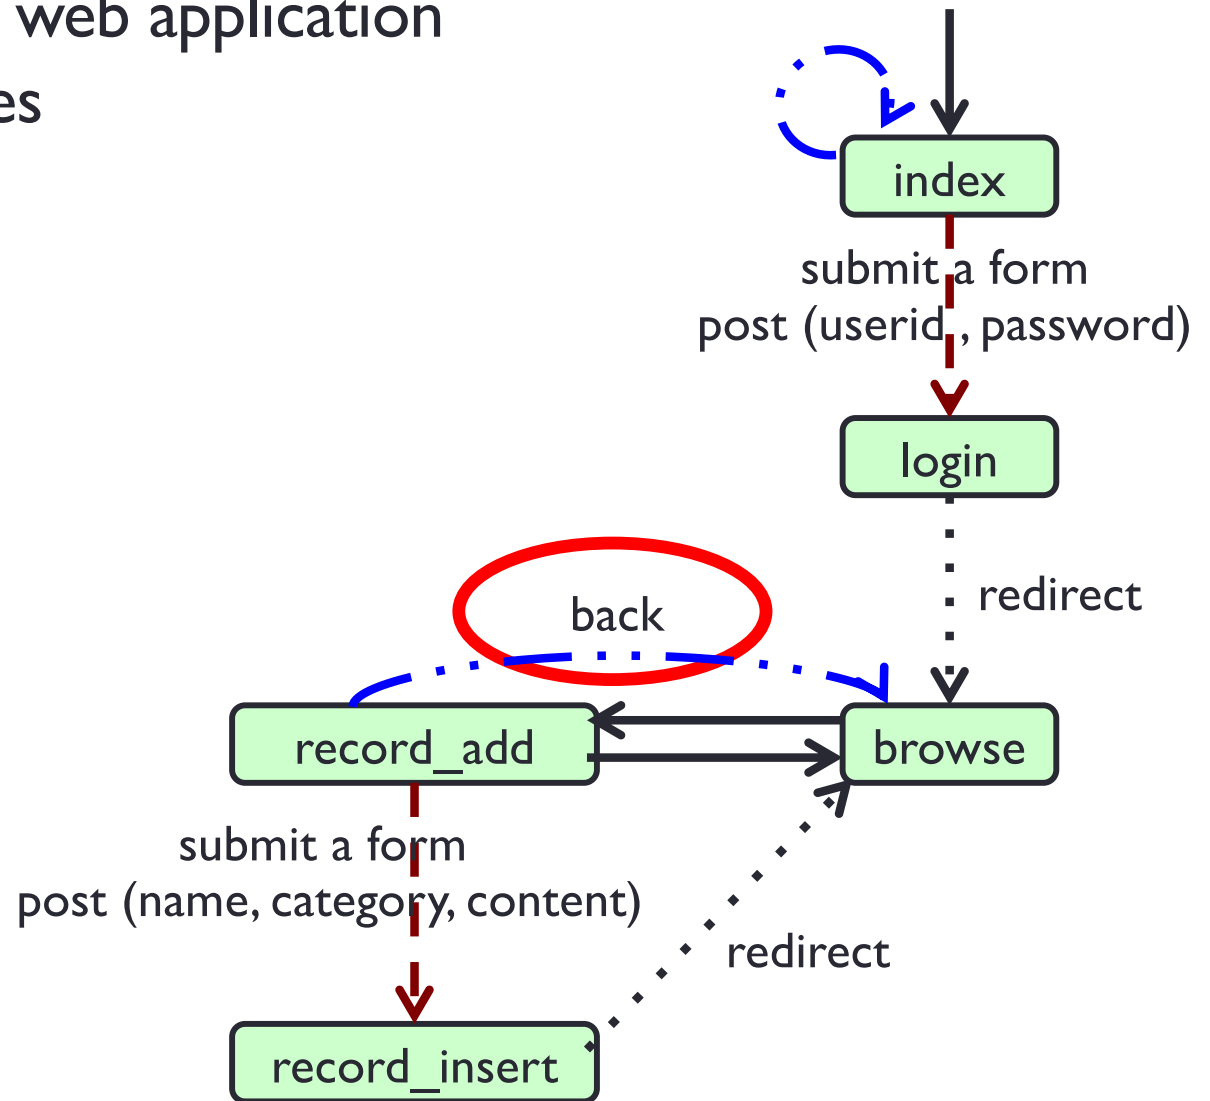 web application
es
index
submit a form
post (userid , password)
login
redirect
back
record_add
browse
submit a form
post (name, category, content)
redirect
record_insert